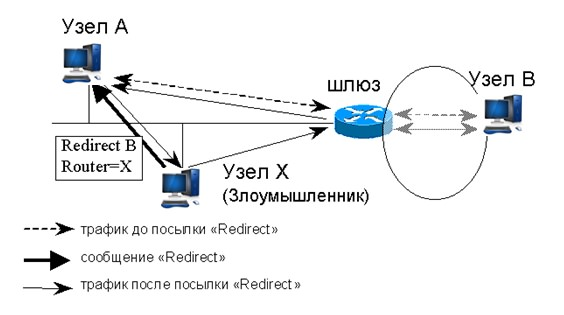 Узел А
шлюз
Узел В
Redirect B
Router=X
Узел X
(Злоумышленник)
трафик до посылки «Redirect»
сообщение «Redirect»
трафик после посылки «Redirect»